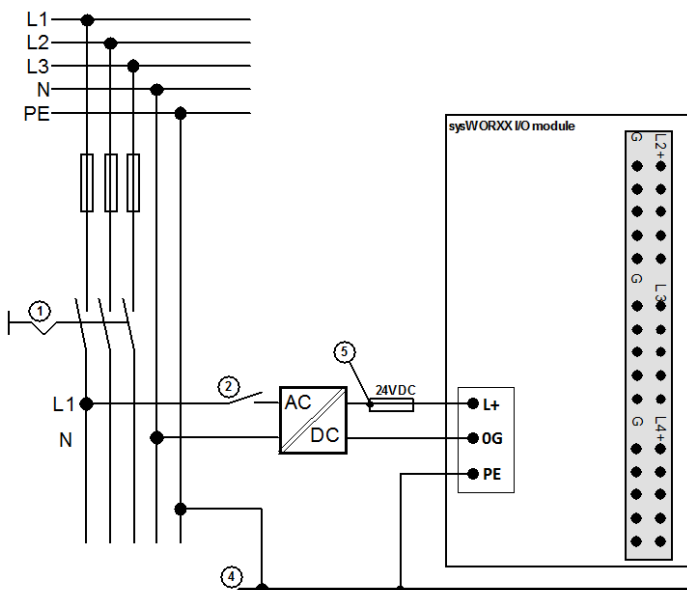 L1
L2
L3
N
PE
sysWORXX I/O module
G L2+
G L3
1
5
2
24VDC
L1
AC
L+
G L4+
N
DC
0G
PE
4